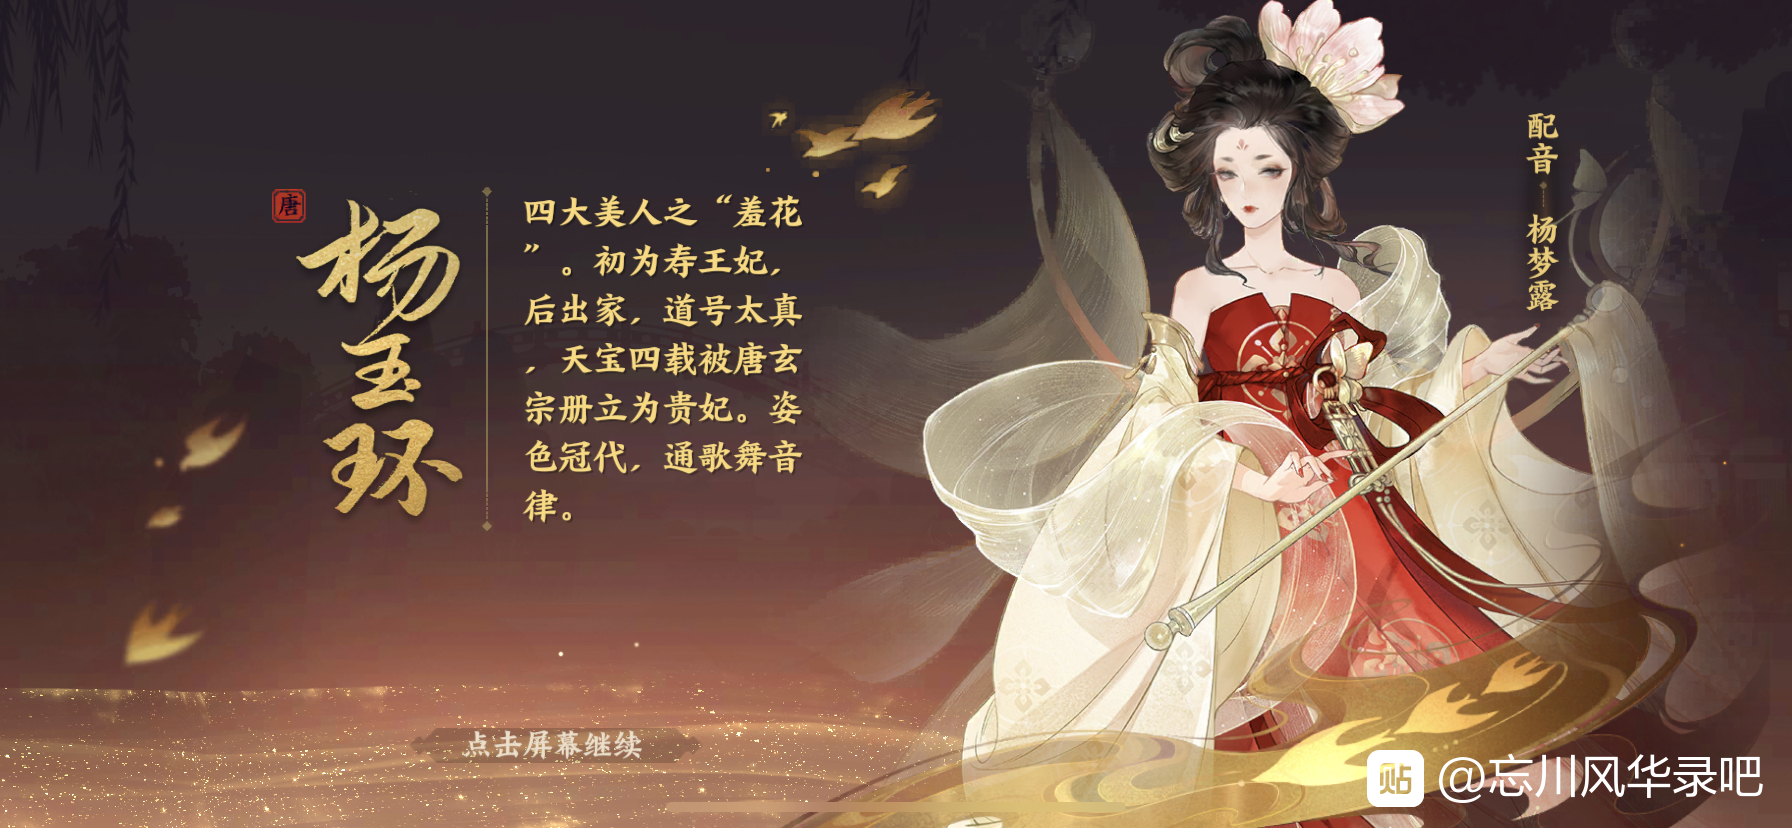 唐
杨玉环
四大美人之“羞花
”。初为寿王妃，
后出家，道号太真
，天宝四载被唐玄
宗册立为贵妃。姿
色冠代，通歌舞音
律。
配音
杨梦露
点击屏幕继续
贴 @忘川风华录吧